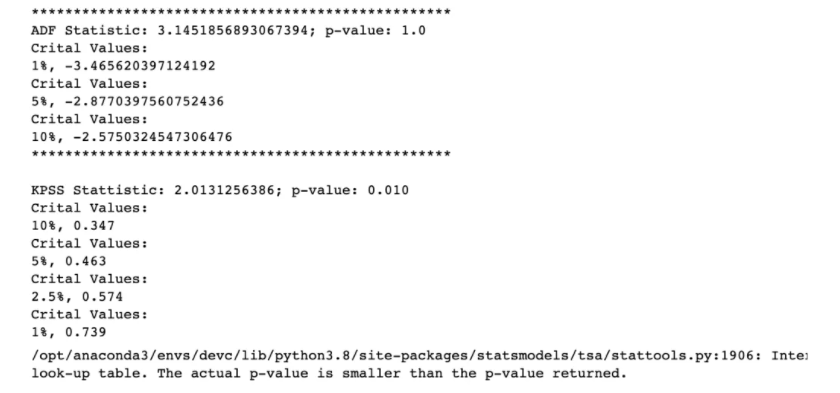 **************************************************
ADF Statistic: 3.1451856893067394; p-value: 1.0
Crital Values:
1%, -3.465620397124192
Crital Values:
5%, -2.8770397560752436
Crital Values:
10%, -2.5750324547306476
**************************************************
KPSS Stattistic: 2.0131256386; p-value: 0.010
Crital Values:
10%, 0.347
Crital Values:
5%, 0.463
Crital Values:
2.5%, 0.574
Crital Values:
1%, 0.739
/opt/anaconda3/envs/devc/lib/python3.8/site-packages/statsmodels/tsa/stattools.py:1906:
look-up table. The actual p-value is smaller than the p-value returned.